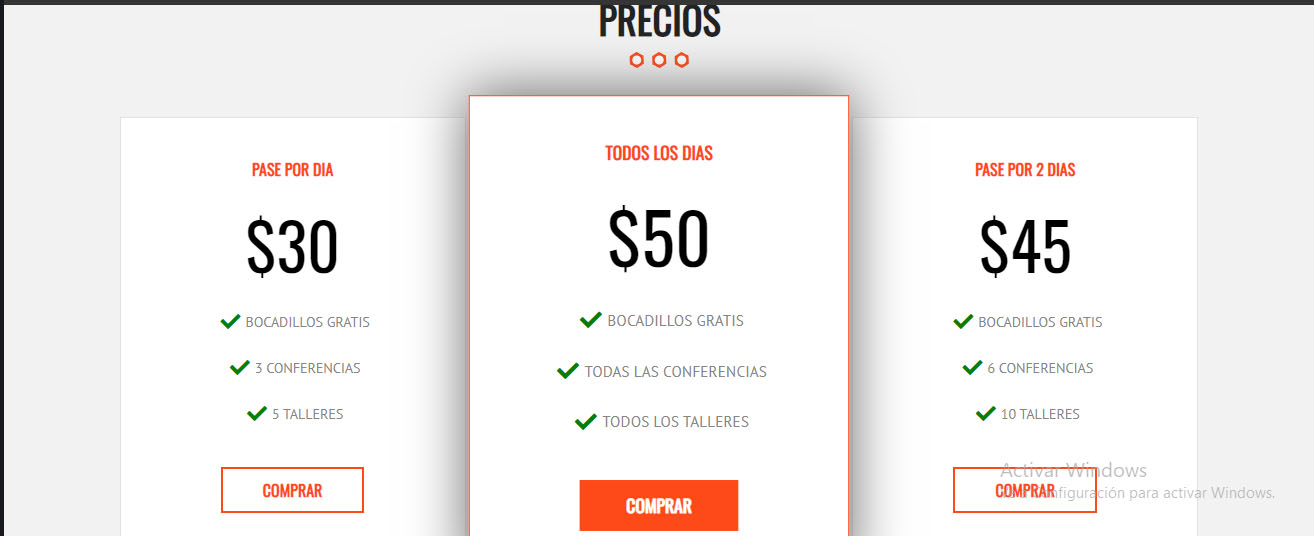 PRECIOS
PASE POR DIA
$30
BOCADILLOS GRATIS
3 CONFERENCIAS
5 TALLERES
COMPRAR
TODOS LOS DIAS
$50
BOCADILLOS GRATIS
TODAS LAS CONFERENCIAS
TODOS LOS TALLERES
COMPRAR
PASE POR 2 DIAS
$45
BOCADILLOS GRATIS
6 CONFERENCIAS
10 TALLERES
COMPRAR
Activar Windows
Configuración para activar Windows.